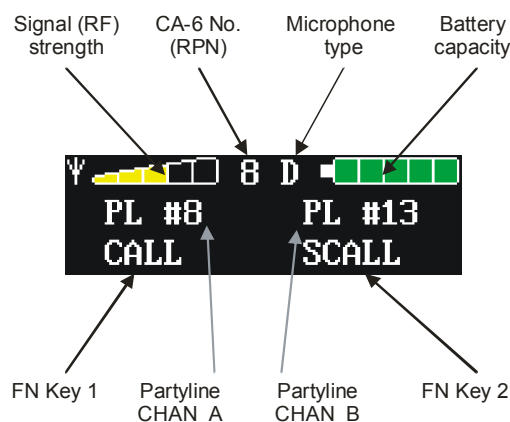 Signal (RF)
strength
CA-6 No.
(RPN)
Microphone
type
Battery
capacity
8 D
PL #8 PL #13
CALL SCALL
FN Key 1
Partyline
CHAN A
Partyline
CHAN B
FN Key 2